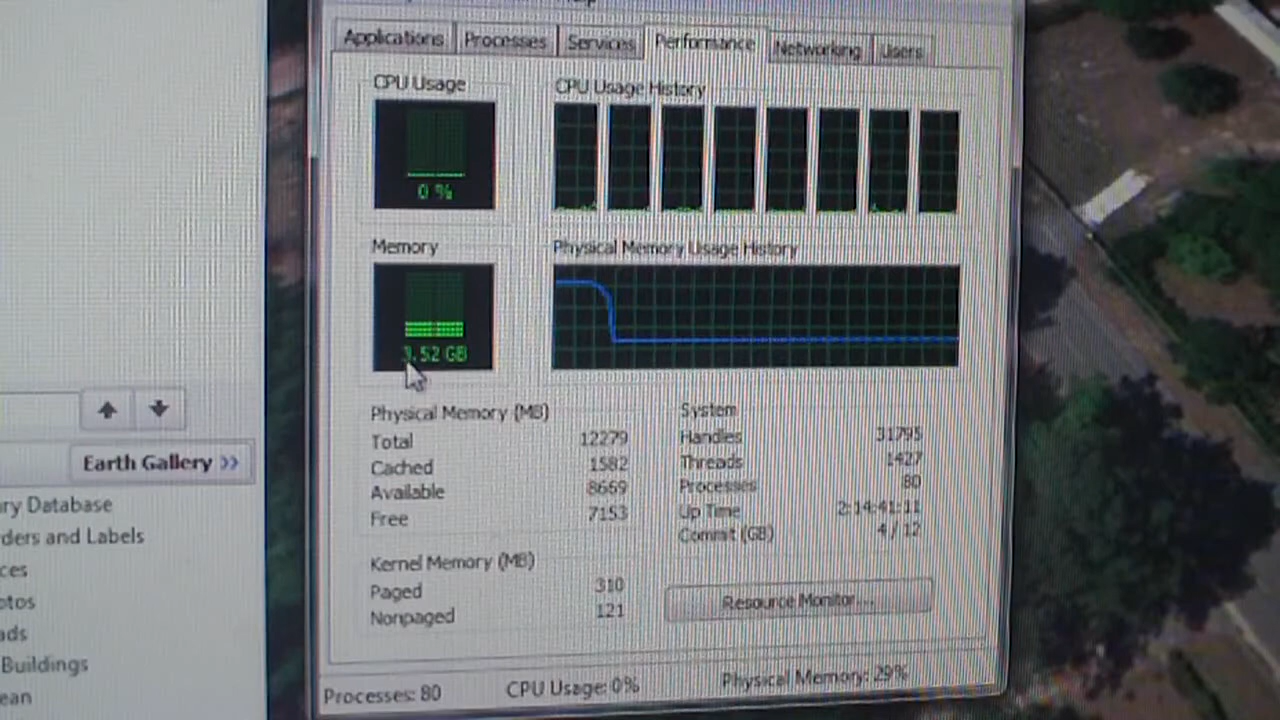 Applications Processes Services Performance Networking Users
CPU Usage
CPU Usage History
0 %
Memory
Physical Memory Usage History
3.52 GB
Physical Memory (MB)
Total 12279
Cached 1582
Available 8669
Free 7153
System
Handles 31795
Threads 1427
Processes 80
Up Time 2:14:41:11
Commit (GB) 4 / 12
Kernel Memory (MB)
Paged 310
Nonpaged 121
Resource Monitor...
Processes: 80 CPU Usage: 0% Physical Memory: 29%
Earth Gallery >>
ry Database
ders and Labels
ces
otos
ads
Buildings
ean